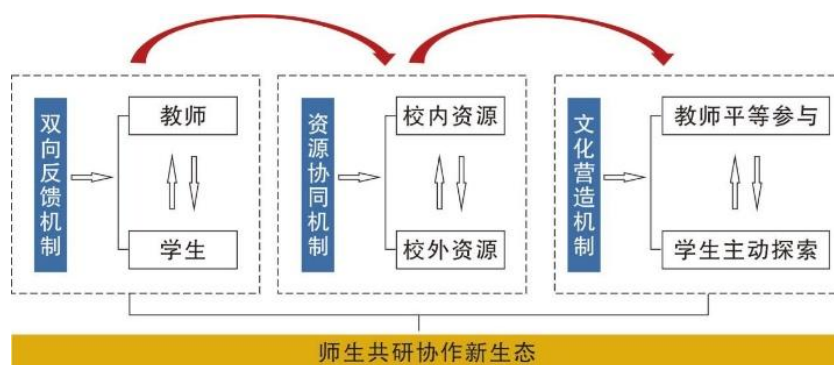 双向反馈机制
教师
学生
资源协同机制
校内资源
校外资源
文化营造机制
教师平等参与
学生主动探索
师生共研协作新生态